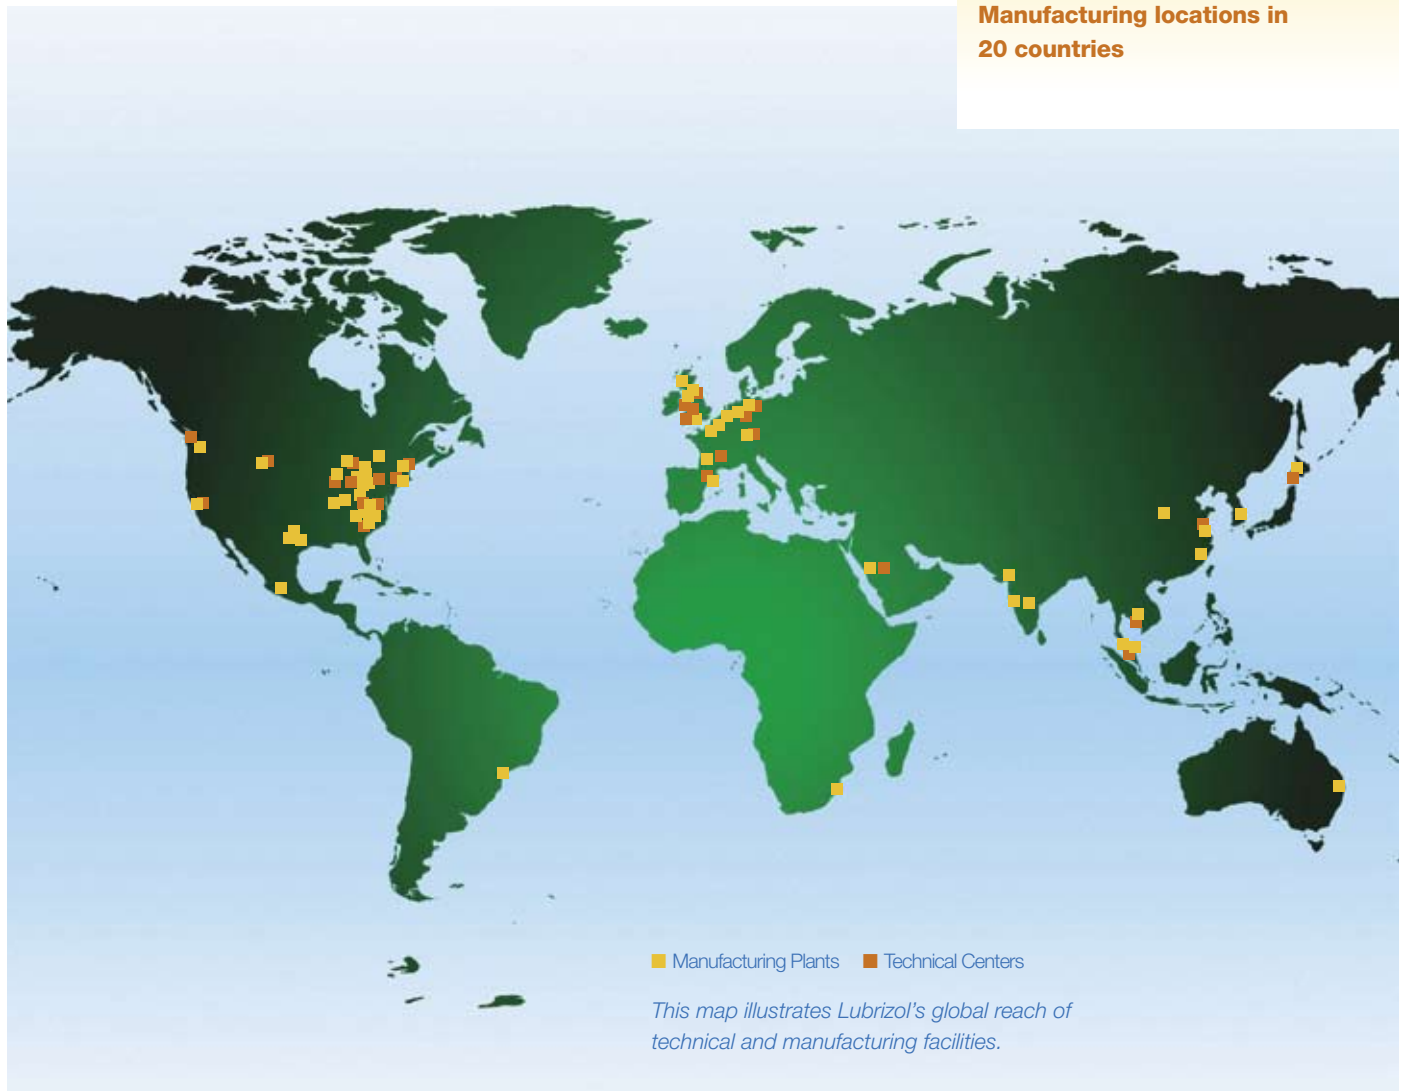 Manufacturing locations in
20 countries
Manufacturing Plants Technical Centers
This map illustrates Lubrizol’s global reach of
technical and manufacturing facilities.